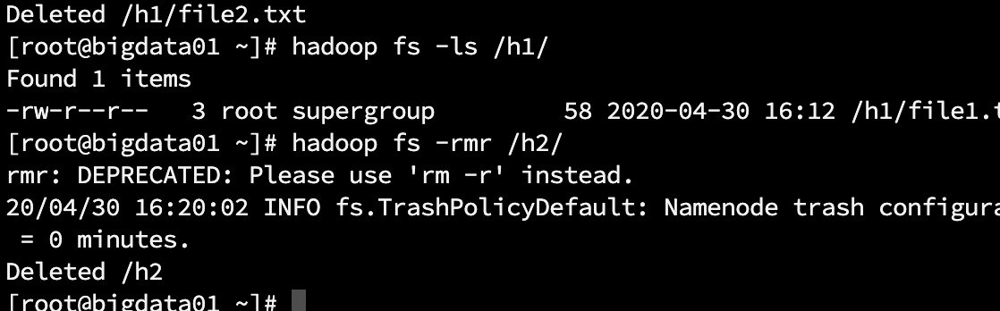 Deleted /h1/file2.txt
[root@bigdata01 ~]# hadoop fs -ls /h1/
Found 1 items
-rw-r--r--   3 root supergroup         58 2020-04-30 16:12 /h1/file1.t
[root@bigdata01 ~]# hadoop fs -rmr /h2/
rmr: DEPRECATED: Please use 'rm -r' instead.
20/04/30 16:20:02 INFO fs.TrashPolicyDefault: Namenode trash configura
 = 0 minutes.
Deleted /h2
[root@bigdata01 ~]#